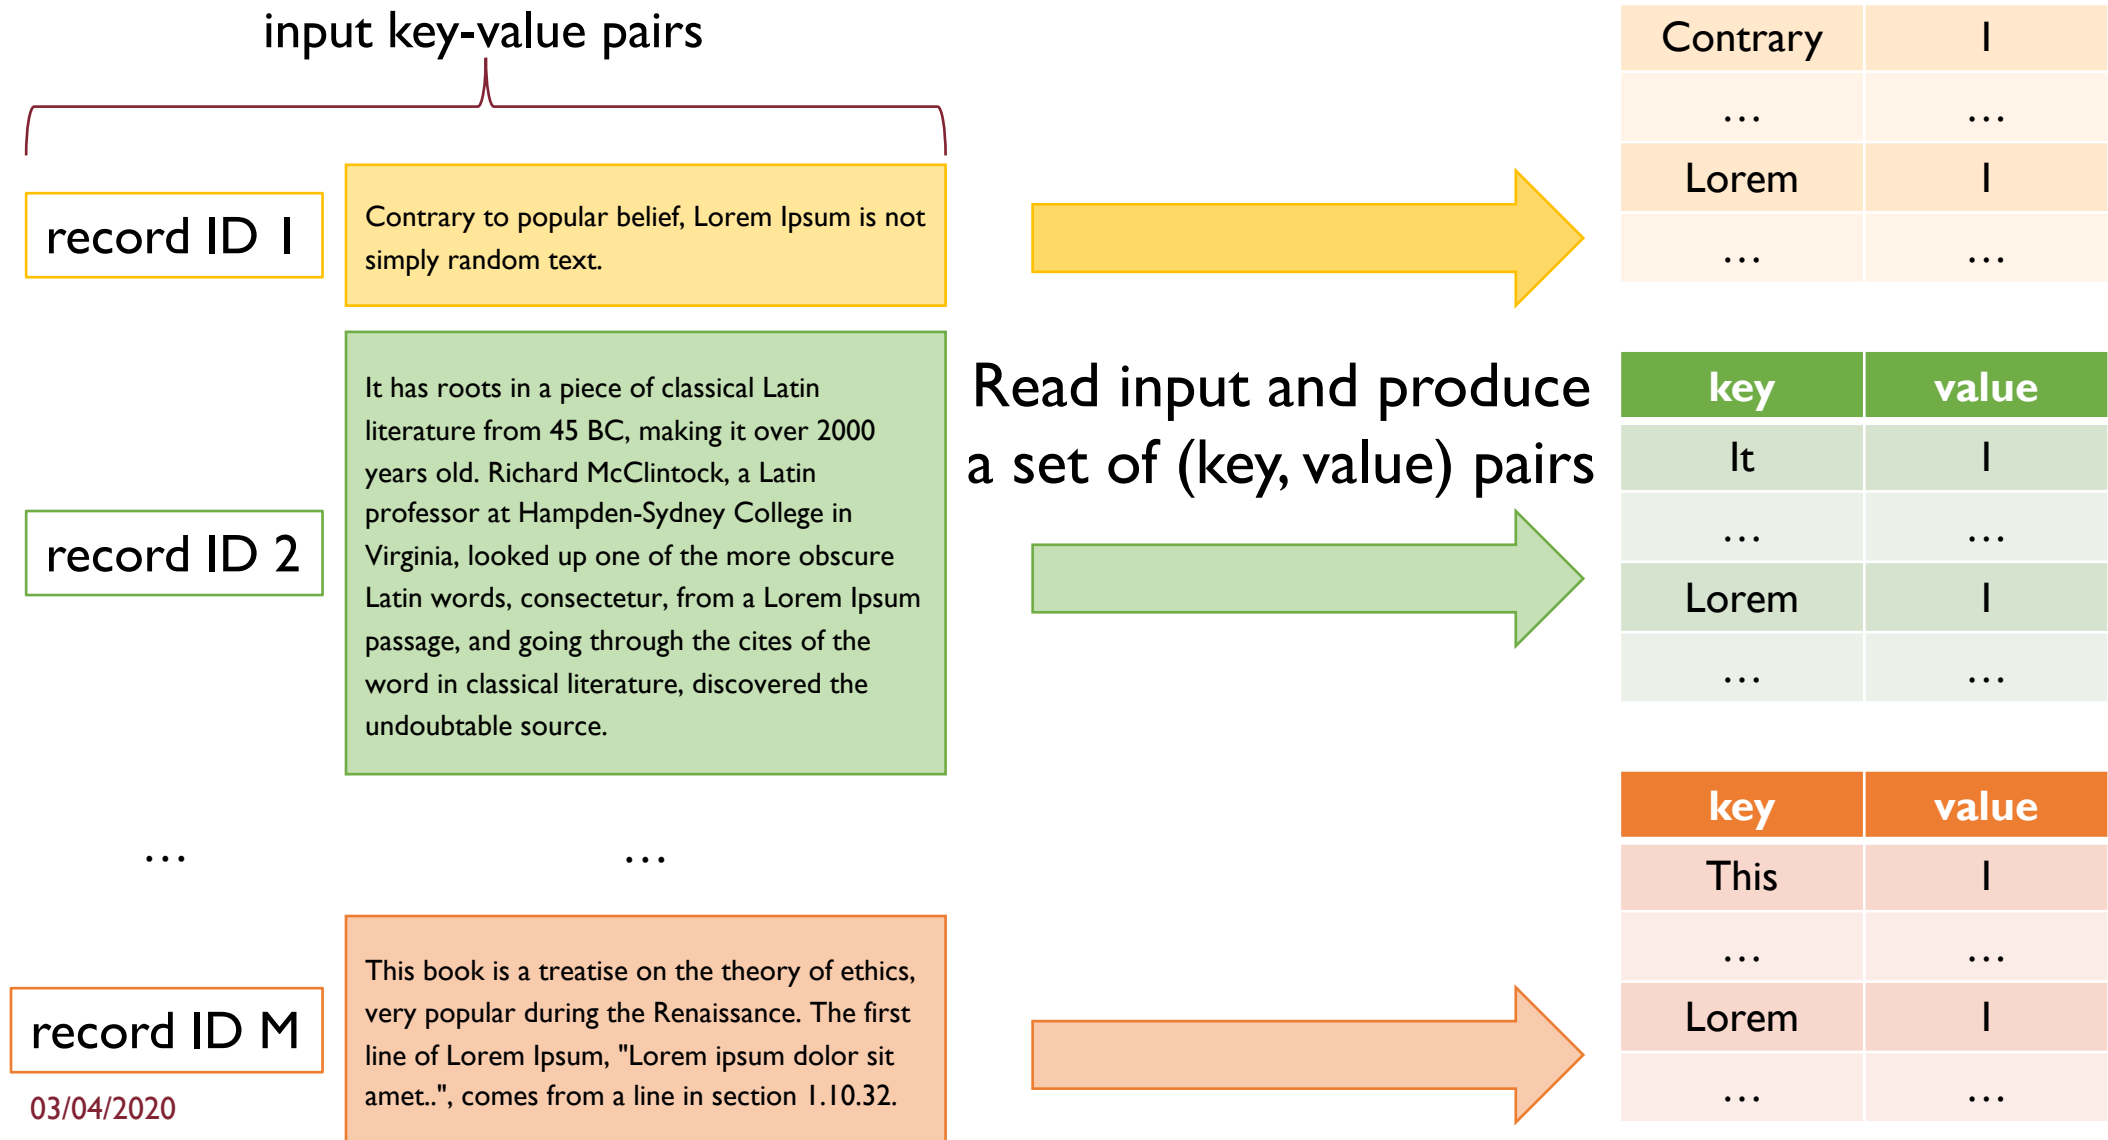 input key-value pairs
record ID 1
Contrary to popular belief, Lorem Ipsum is not
simply random text.
Contrary 1
… …
Lorem 1
… …
record ID 2
It has roots in a piece of classical Latin
literature from 45 BC, making it over 2000
years old. Richard McClintock, a Latin
professor at Hampden-Sydney College in
Virginia, looked up one of the more obscure
Latin words, consectetur, from a Lorem Ipsum
passage, and going through the cites of the
word in classical literature, discovered the
undoubtable source.
Read input and produce
a set of (key, value) pairs
key value
It 1
… …
Lorem 1
… …
… …
record ID M
This book is a treatise on the theory of ethics,
very popular during the Renaissance. The first
line of Lorem Ipsum, "Lorem ipsum dolor sit
amet..", comes from a line in section 1.10.32.
key value
This 1
… …
Lorem 1
… …
03/04/2020